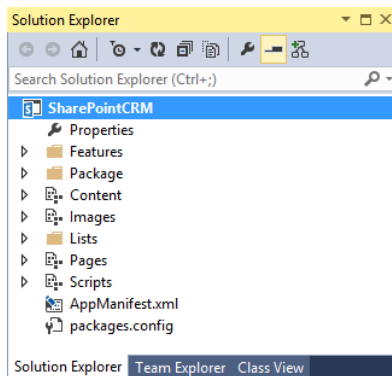 Solution Explorer
Search Solution Explorer (Ctrl+;)
SharePointCRM
Properties
Features
Package
Content
Images
Lists
Pages
Scripts
AppManifest.xml
packages.config
Solution Explorer Team Explorer Class View